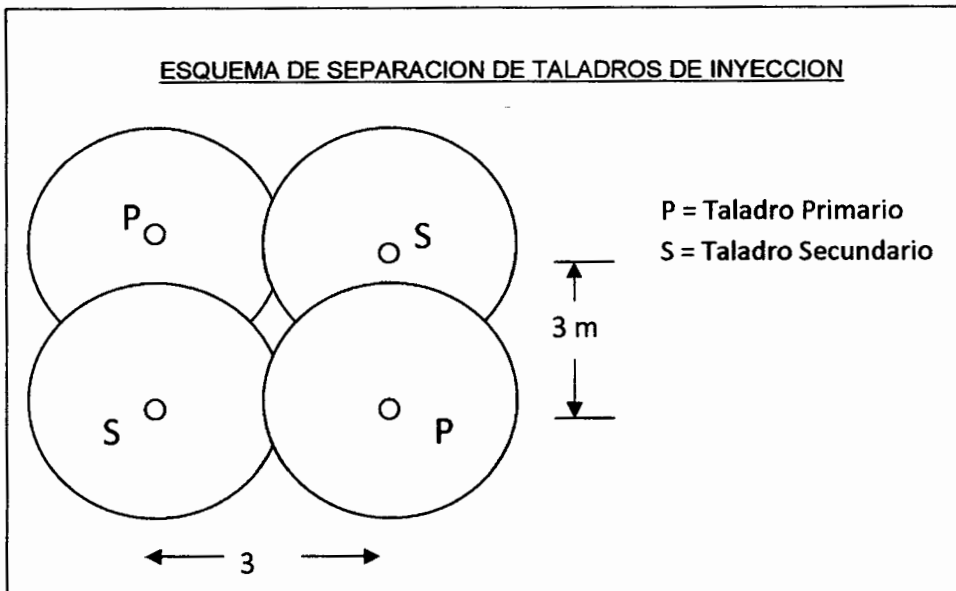 ESQUEMA DE SEPARACION DE TALADROS DE INYECCION
P
S
P = Taladro Primario
S = Taladro Secundario
3 m
S
P
3